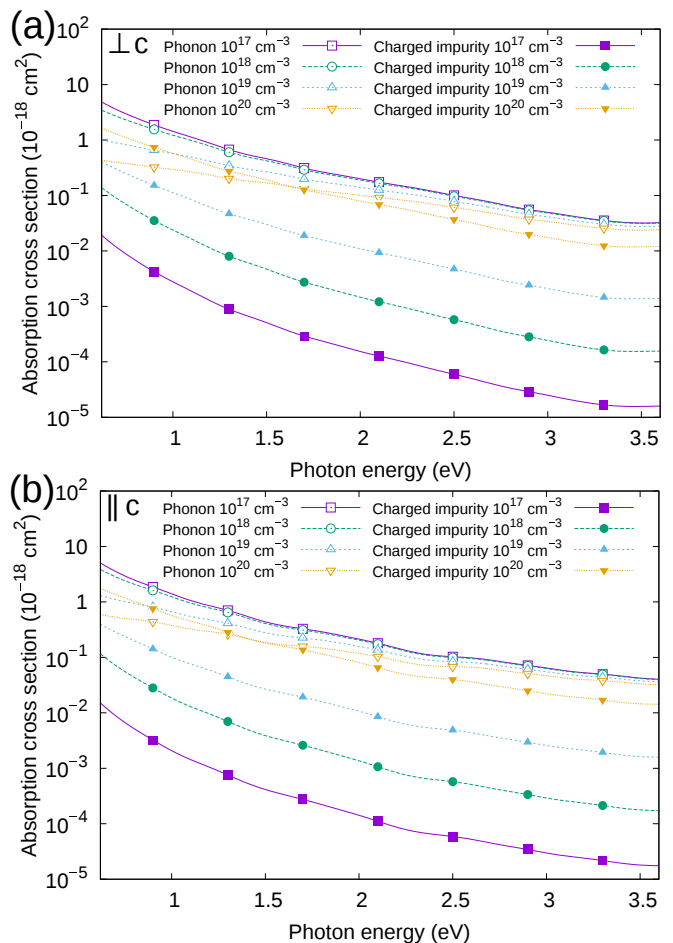 (a)
⊥c
Phonon 10^17 cm^−3 Charged impurity 10^17 cm^−3
Phonon 10^18 cm^−3 Charged impurity 10^18 cm^−3
Phonon 10^19 cm^−3 Charged impurity 10^19 cm^−3
Phonon 10^20 cm^−3 Charged impurity 10^20 cm^−3
Absorption cross section (10^−18 cm^2)
10^2
10
1
10^−1
10^−2
10^−3
10^−4
10^−5
1 1.5 2 2.5 3 3.5
Photon energy (eV)
(b)
∥c
Phonon 10^17 cm^−3 Charged impurity 10^17 cm^−3
Phonon 10^18 cm^−3 Charged impurity 10^18 cm^−3
Phonon 10^19 cm^−3 Charged impurity 10^19 cm^−3
Phonon 10^20 cm^−3 Charged impurity 10^20 cm^−3
Absorption cross section (10^−18 cm^2)
10^2
10
1
10^−1
10^−2
10^−3
10^−4
10^−5
1 1.5 2 2.5 3 3.5
Photon energy (eV)